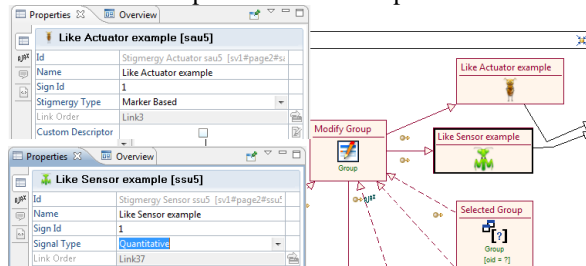 Properties Overview
Like Actuator example [sau5]
Id Stigmergy Actuator sau5 [sv1#page2#s
Name Like Actuator example
Sign Id 1
Stigmergy Type Marker Based
Link Order Link3
Custom Descriptor
Properties Overview
Like Sensor example [ssu5]
Id Stigmergy Sensor ssu5 [sv1#page2#ssu5
Name Like Sensor example
Sign Id 1
Signal Type Quantitative
Link Order Link37
Like Actuator example
Modify Group
Group
Like Sensor example
Selected Group
[?]
Group
[oid = ?]